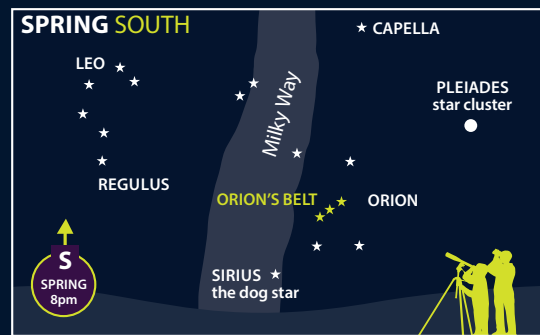 SPRING SOUTH
CAPELLA
LEO
PLEIADES
star cluster
Milky Way
REGULUS
ORION'S BELT
ORION
S
SPRING
8pm
SIRIUS
the dog star